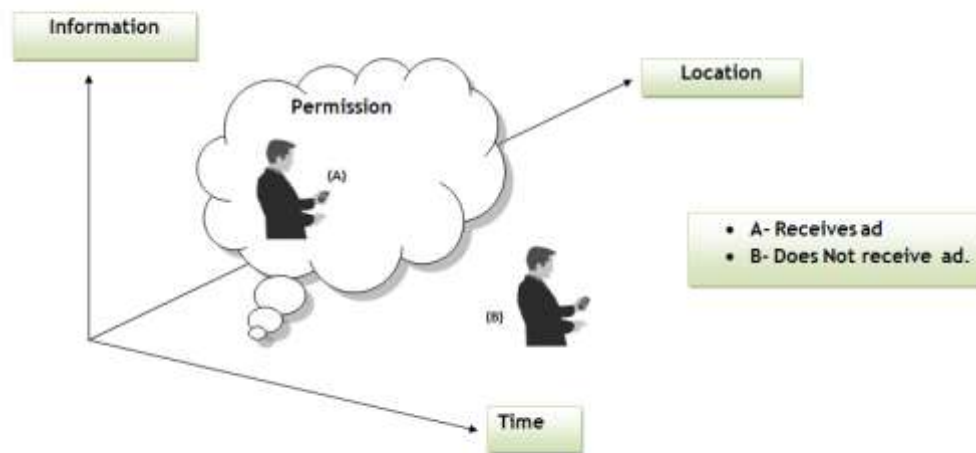 Information
Location
Permission
(A)
• A- Receives ad
• B- Does Not receive ad.
(B)
Time